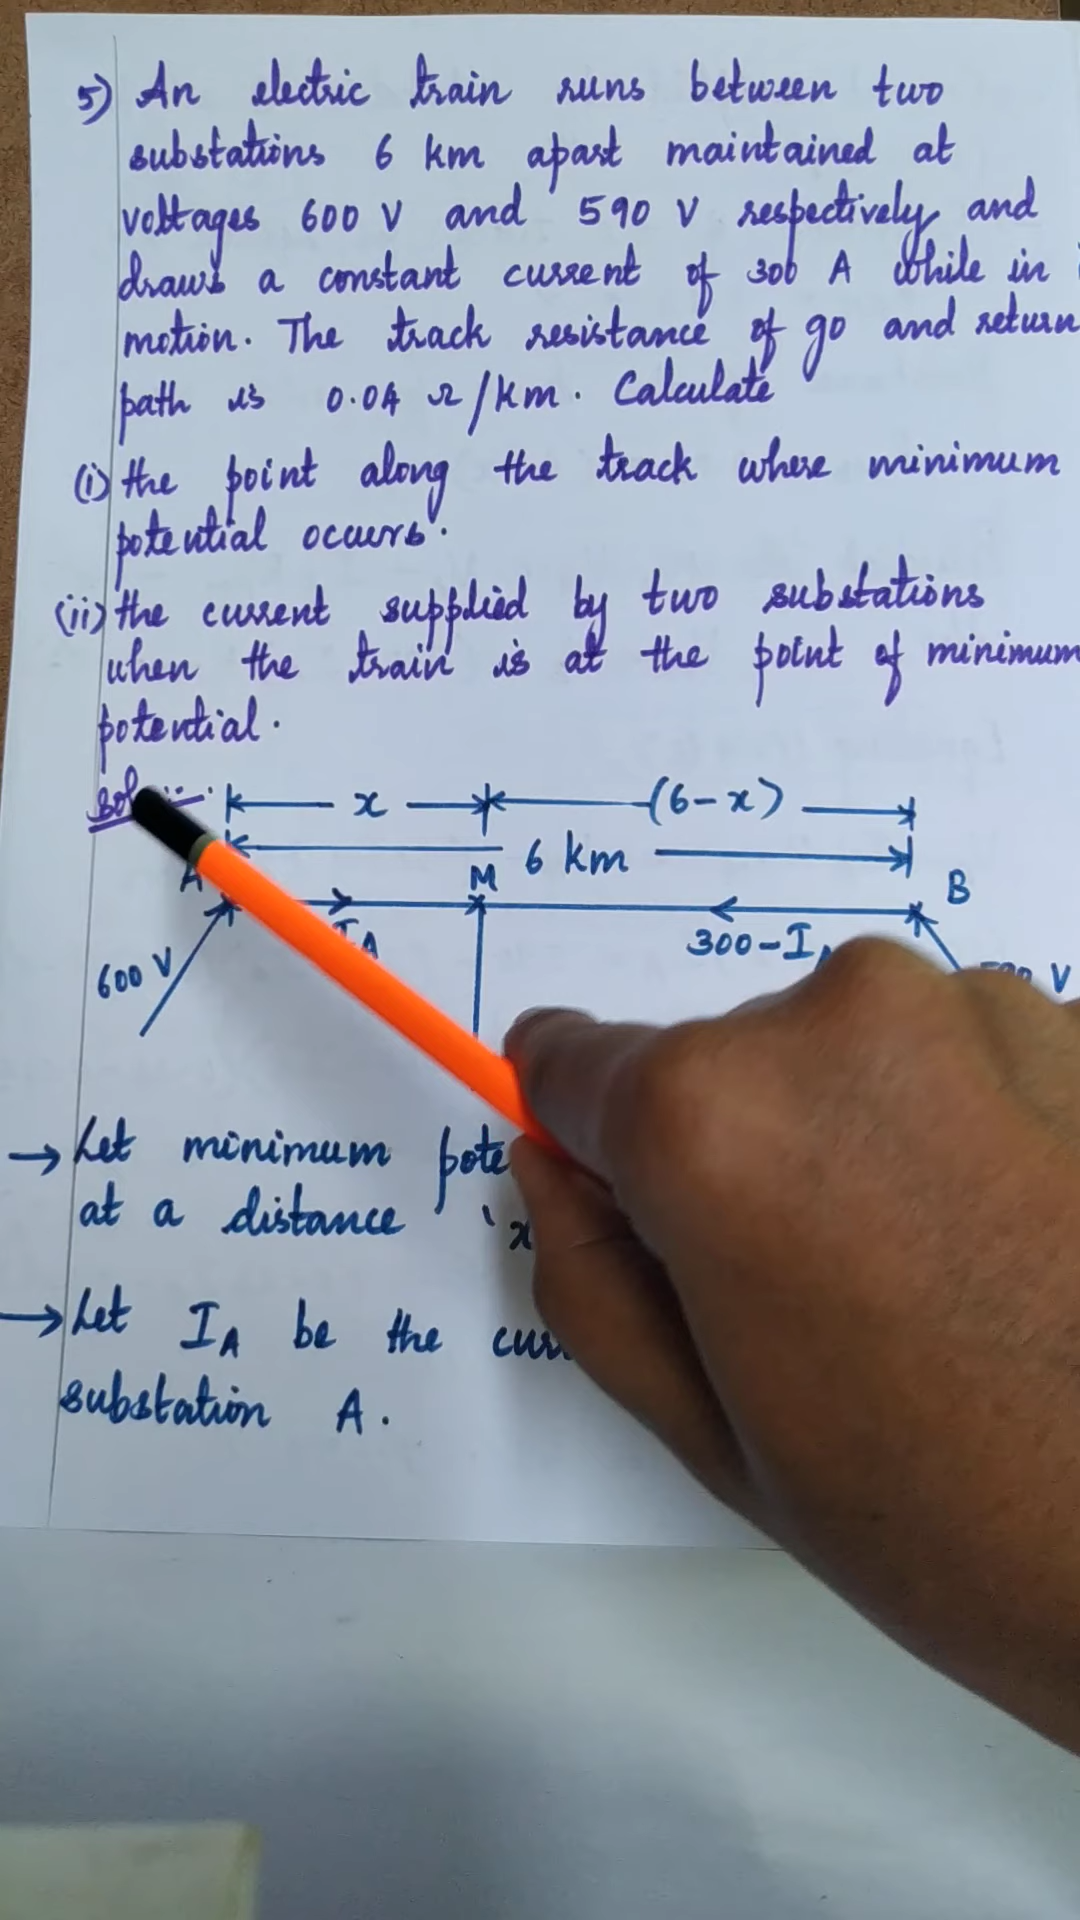 5) An electric train runs between two
substations 6 km apart maintained at
voltages 600 V and 590 V respectively and
draws a constant current of 300 A while in
motion. The track resistance of go and return
path is 0.04 Ω/km. Calculate
(i) the point along the track where minimum
potential occurs.
(ii) the current supplied by two substations
when the train is at the point of minimum
potential.
x (6-x)
6 km
A M B
300-I
600 V V
→ Let minimum
at a distance 'x
→ Let I_A be the
substation A.